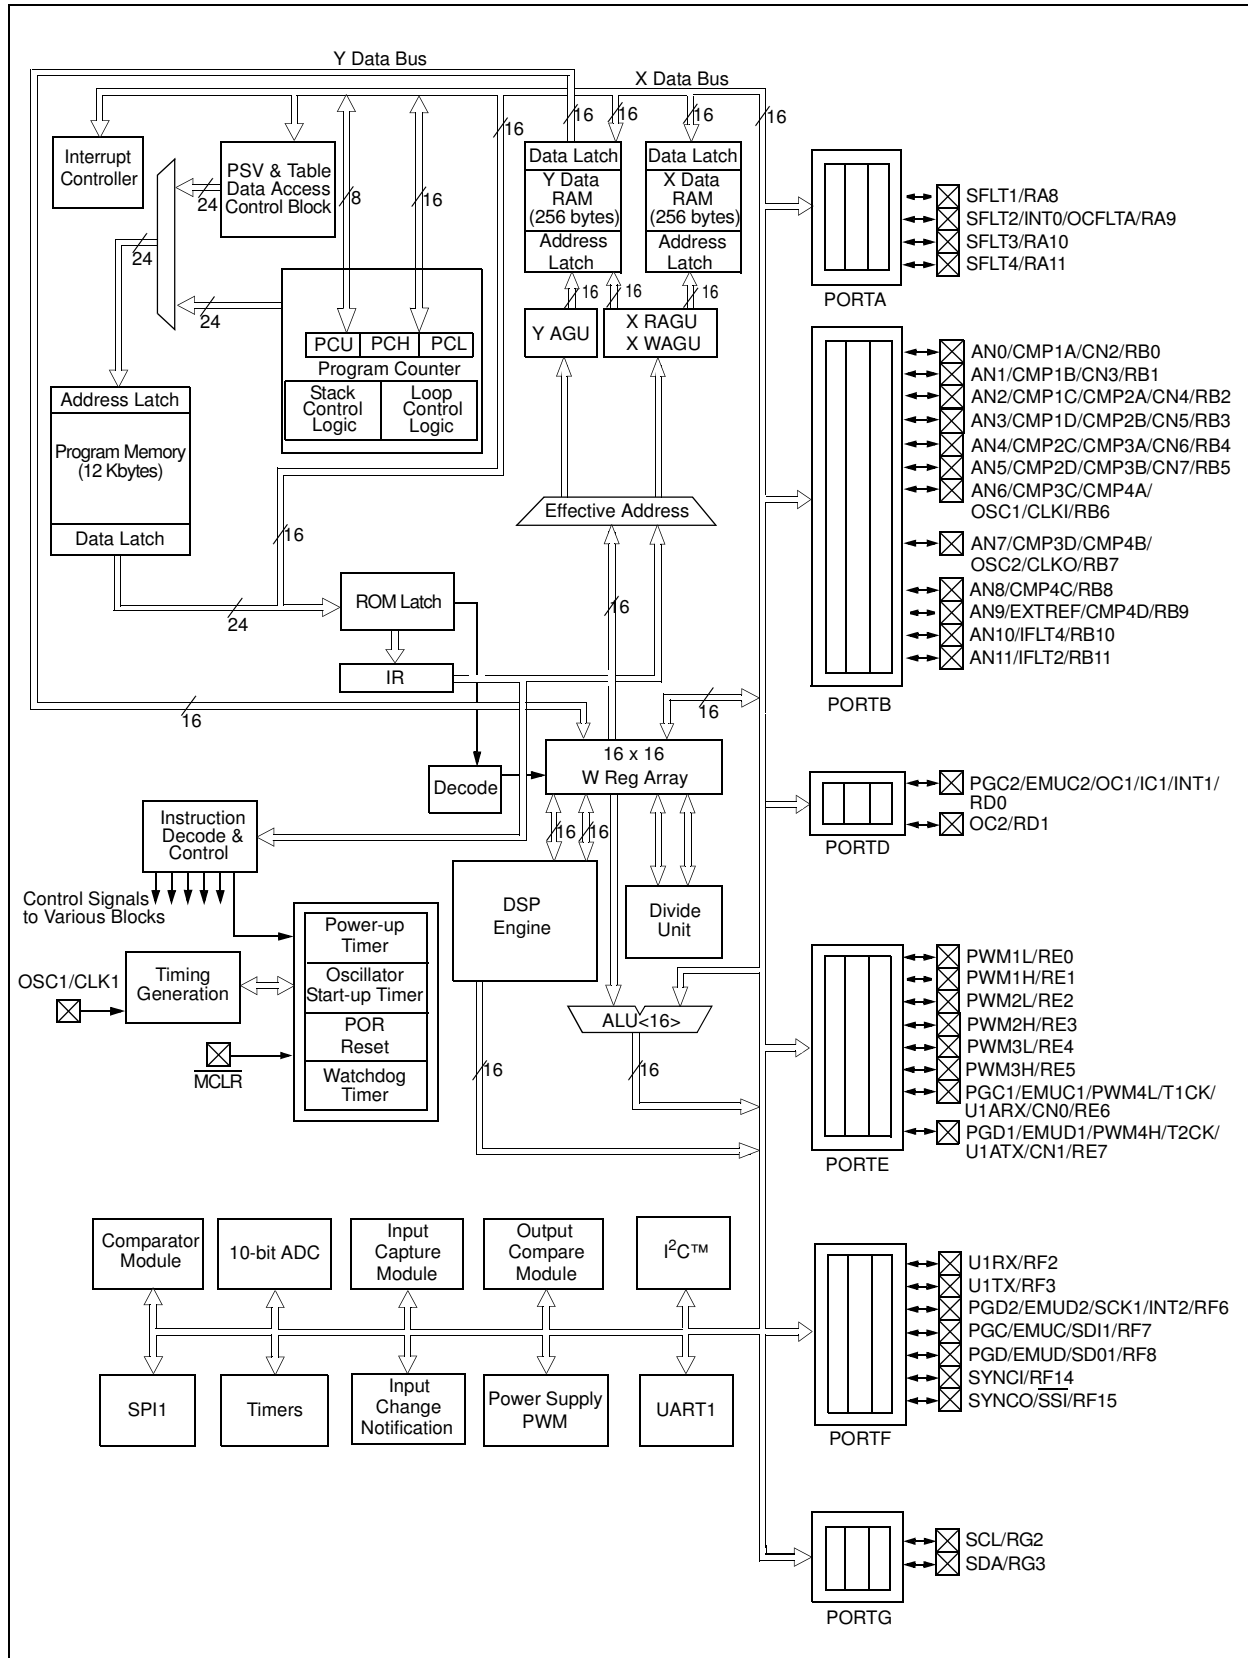 Y Data Bus
X Data Bus
16
16
16
16
16
Interrupt
Controller
PSV & Table
Data Access
Control Block
24
8
16
24
24
Data Latch
Y Data
RAM
(256 bytes)
Address
Latch
Data Latch
X Data
RAM
(256 bytes)
Address
Latch
16
16
16
Y AGU
X RAGU
X WAGU
PCU
PCH
PCL
Program Counter
Stack
Control
Logic
Loop
Control
Logic
Address Latch
Program Memory
(12 Kbytes)
Data Latch
Effective Address
16
24
ROM Latch
16
IR
16
16
16 x 16
W Reg Array
Decode
Instruction
Decode &
Control
16
16
Control Signals
to Various Blocks
DSP
Engine
Divide
Unit
Power-up
Timer
Oscillator
Start-up Timer
POR
Reset
Watchdog
Timer
OSC1/CLK1
Timing
Generation
MCLR
ALU<16>
16
16
Comparator
Module
10-bit ADC
Input
Capture
Module
Output
Compare
Module
I²C™
SPI1
Timers
Input
Change
Notification
Power Supply
PWM
UART1
SFLT1/RA8
SFLT2/INT0/OCFLTA/RA9
SFLT3/RA10
SFLT4/RA11
PORTA
AN0/CMP1A/CN2/RB0
AN1/CMP1B/CN3/RB1
AN2/CMP1C/CMP2A/CN4/RB2
AN3/CMP1D/CMP2B/CN5/RB3
AN4/CMP2C/CMP3A/CN6/RB4
AN5/CMP2D/CMP3B/CN7/RB5
AN6/CMP3C/CMP4A/
OSC1/CLKI/RB6
AN7/CMP3D/CMP4B/
OSC2/CLKO/RB7
AN8/CMP4C/RB8
AN9/EXTREF/CMP4D/RB9
AN10/IFLT4/RB10
AN11/IFLT2/RB11
PORTB
PGC2/EMUC2/OC1/IC1/INT1/
RD0
OC2/RD1
PORTD
PWM1L/RE0
PWM1H/RE1
PWM2L/RE2
PWM2H/RE3
PWM3L/RE4
PWM3H/RE5
PGC1/EMUC1/PWM4L/T1CK/
U1ARX/CN0/RE6
PGD1/EMUD1/PWM4H/T2CK/
U1ATX/CN1/RE7
PORTE
U1RX/RF2
U1TX/RF3
PGD2/EMUD2/SCK1/INT2/RF6
PGC/EMUC/SDI1/RF7
PGD/EMUD/SD01/RF8
SYNCI/RF14
SYNCO/SSI/RF15
PORTF
SCL/RG2
SDA/RG3
PORTG